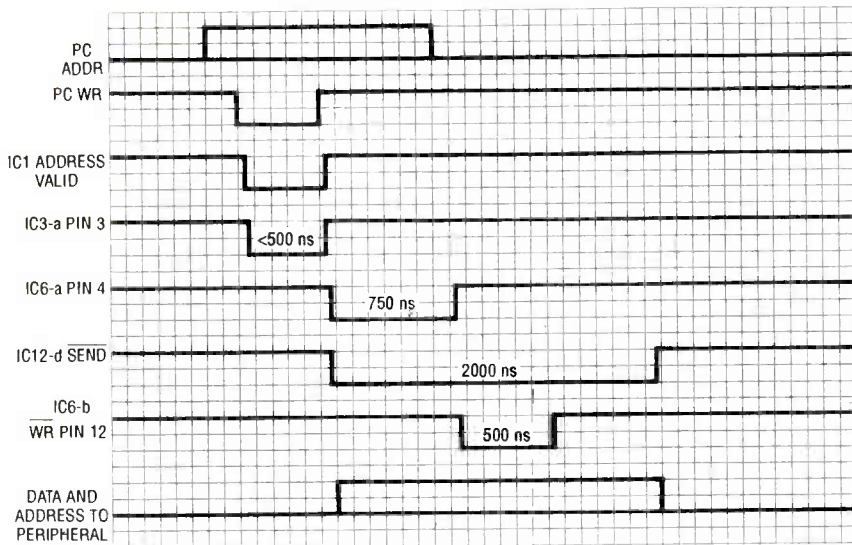 PC
ADDR
PC WR
IC1 ADDRESS
VALID
IC3-a PIN 3
<500 ns
IC6-a PIN 4
750 ns
IC12-d SEND
2000 ns
IC6-b
WR PIN 12
500 ns
DATA AND
ADDRESS TO
PERIPHERAL